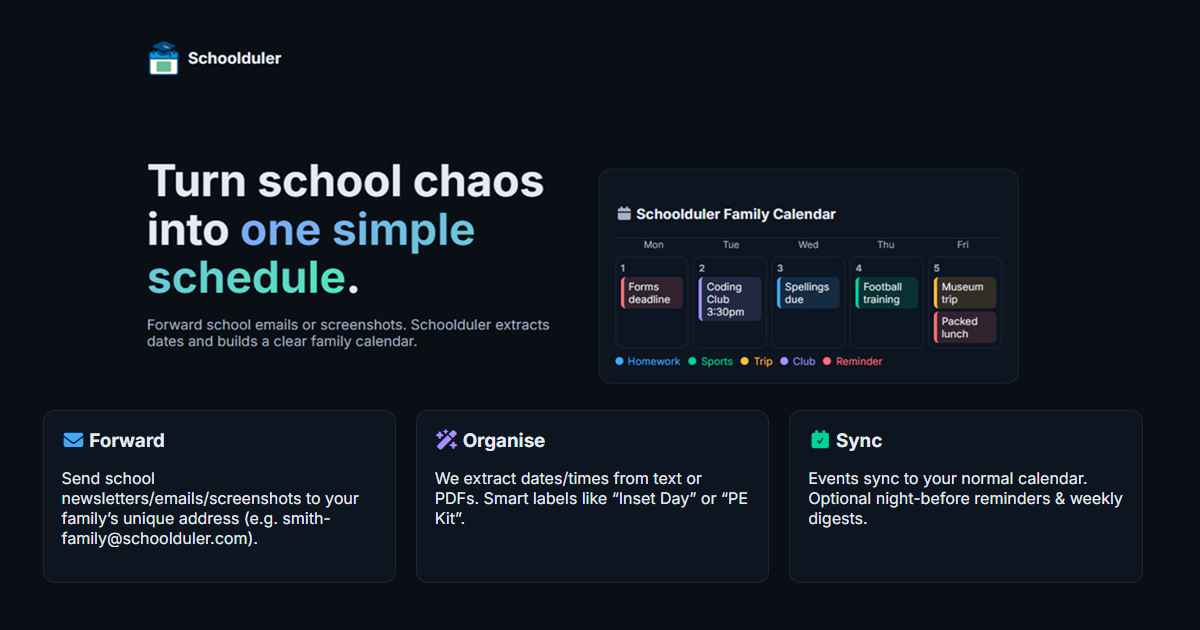 Schoolduler
Turn school chaos
into one simple
schedule.
Forward school emails or screenshots. Schoolduler extracts
dates and builds a clear family calendar.
Schoolduler Family Calendar
Mon Tue Wed Thu Fri
1 2 3 4 5
Forms
deadline
Coding
Club
3:30pm
Spellings
due
Football
training
Museum
trip
Packed
lunch
Homework Sports Trip Club Reminder
Forward
Send school
newsletters/emails/screenshots to your
family’s unique address (e.g. smith-
family@schoolduler.com).
Organise
We extract dates/times from text or
PDFs. Smart labels like “Inset Day” or “PE
Kit”.
Sync
Events sync to your normal calendar.
Optional night-before reminders & weekly
digests.